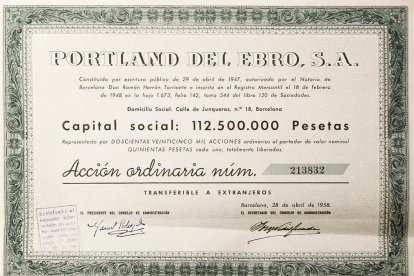 PORTLAND DEL EBRO, S.A.
Constituida por escritura pública de 29 de abril de 1947, autorizada por el Notario de
Barcelona Don Ramón Herrán Torriente e inscrita en el Registro Mercantil el 18 de febrero
de 1948 en la hoja 1.673, folio 142, tomo 544 del libro 120 de Sociedades.
Domicilio Social: Calle de Junqueras, n.º 18, Barcelona
Capital social: 112.500.000 Pesetas
Representado por DOSCIENTAS VEINTICINCO MIL ACCIONES ordinarias al portador de valor nominal
QUINIENTAS PESETAS cada una, totalmente liberadas.
Acción ordinaria núm. 213832
TRANSFERIBLE A EXTRANJEROS
Barcelona, 28 de abril de 1958.
EL PRESIDENTE DEL CONSEJO DE ADMINISTRACIÓN
EL SECRETARIO DEL CONSEJO DE ADMINISTRACIÓN